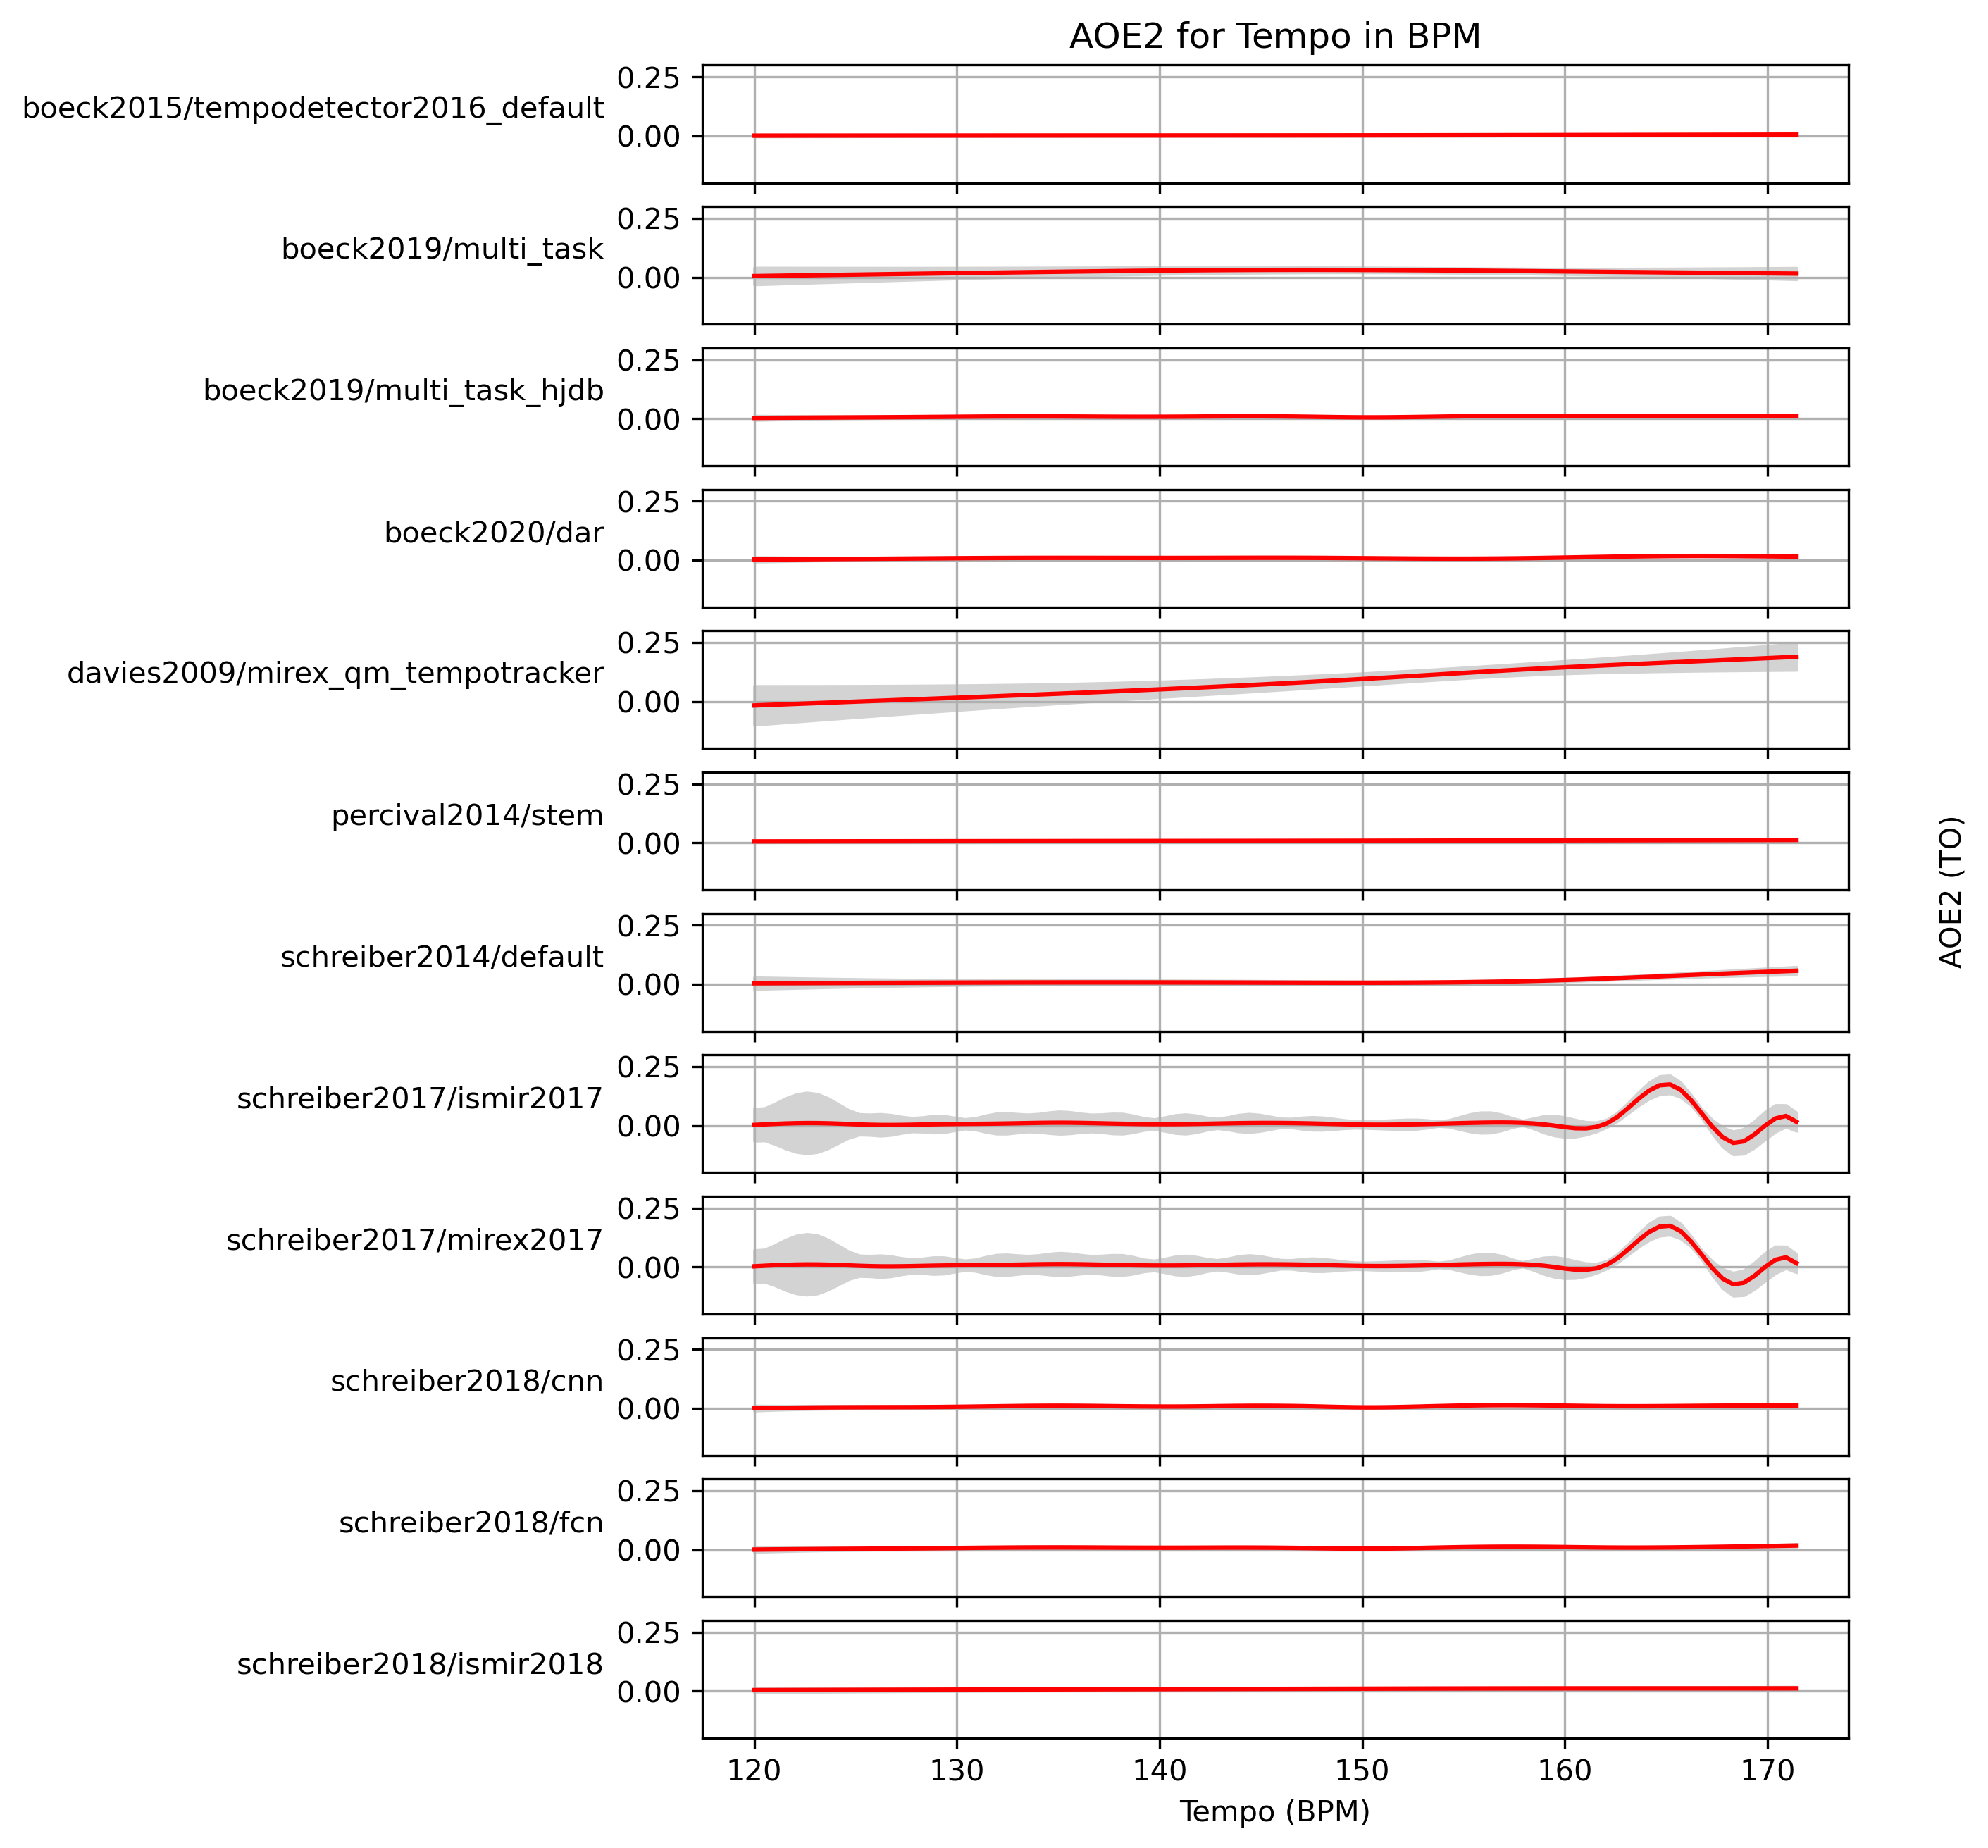 AOE2 for Tempo in BPM
boeck2015/tempodetector2016_default
0.25
0.00
boeck2019/multi_task
0.25
0.00
boeck2019/multi_task_hjdb
0.25
0.00
boeck2020/dar
0.25
0.00
davies2009/mirex_qm_tempotracker
0.25
0.00
percival2014/stem
0.25
0.00
schreiber2014/default
0.25
0.00
schreiber2017/ismir2017
0.25
0.00
schreiber2017/mirex2017
0.25
0.00
schreiber2018/cnn
0.25
0.00
schreiber2018/fcn
0.25
0.00
schreiber2018/ismir2018
0.25
0.00
120 130 140 150 160 170
Tempo (BPM)
AOE2 (TO)